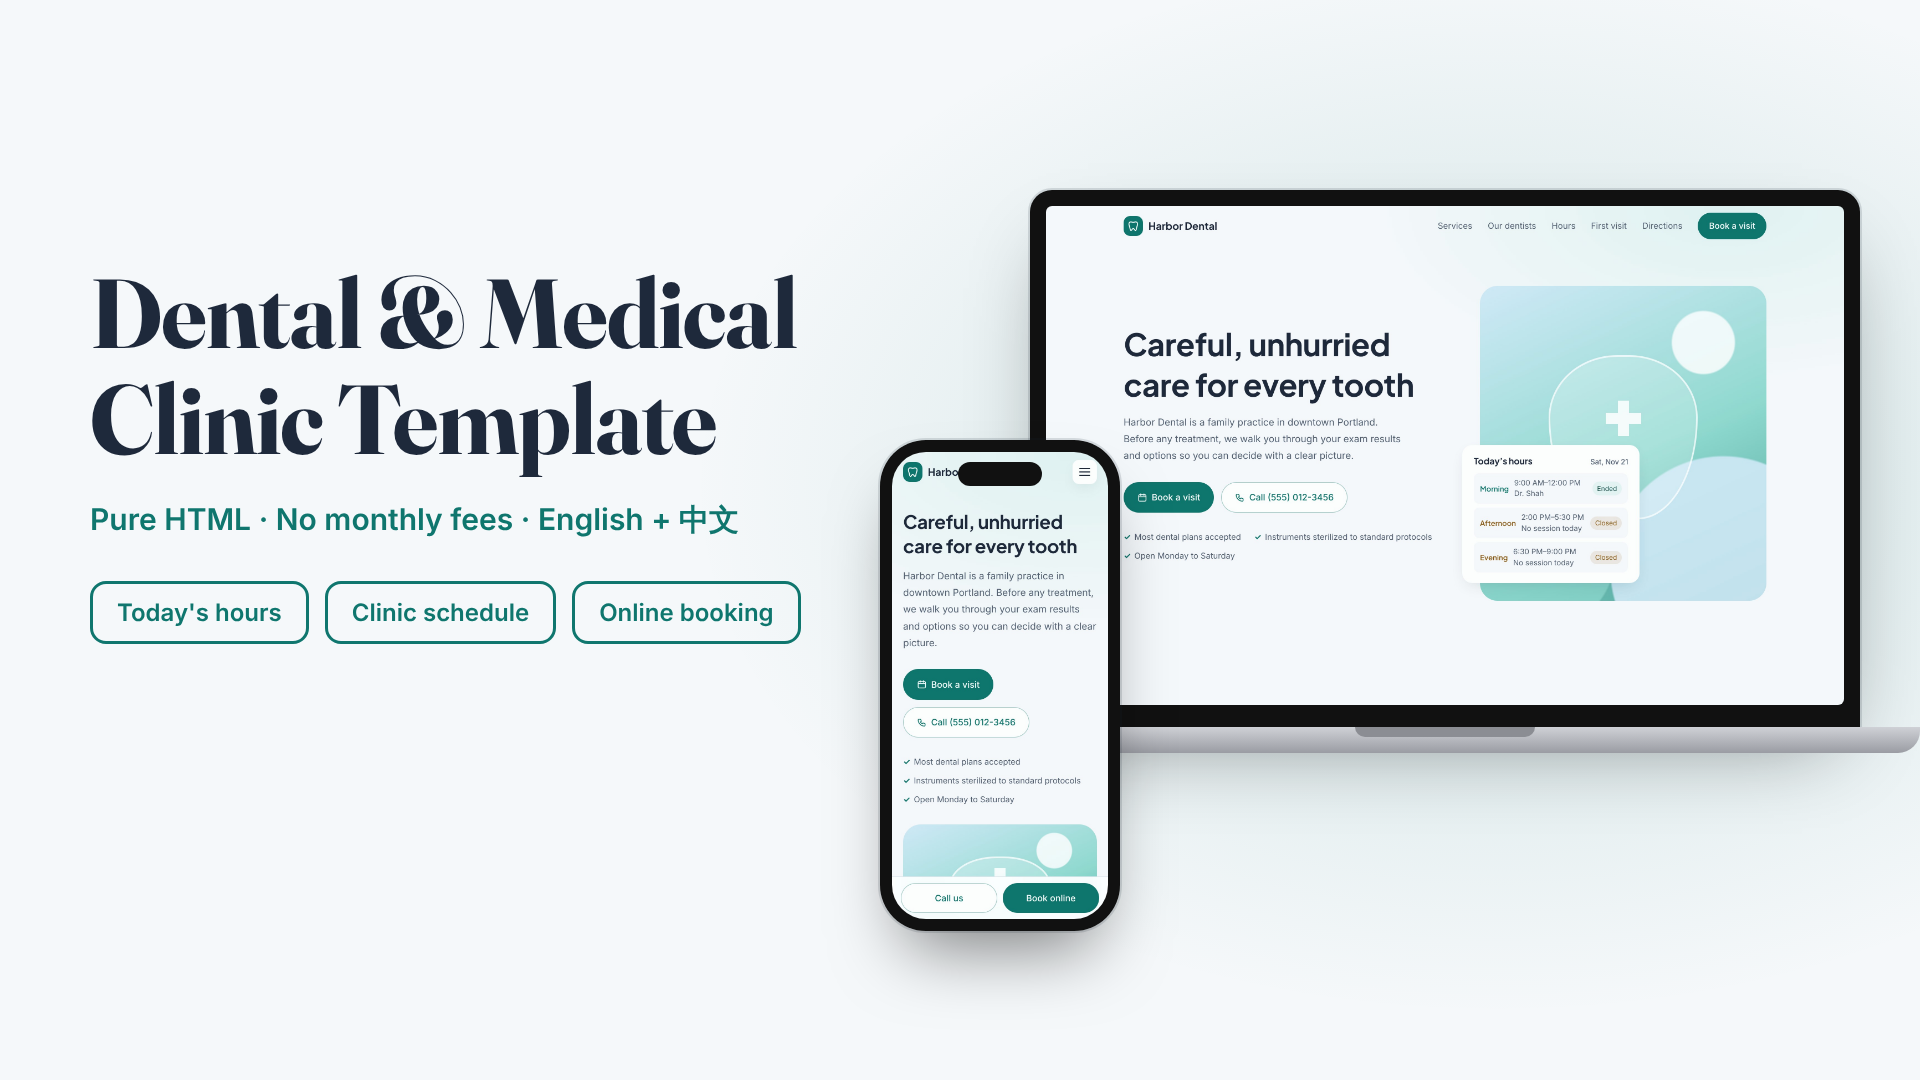 Dental & Medical
Clinic Template
Pure HTML · No monthly fees · English + 中文
Today's hours
Clinic schedule
Online booking
Harbor Dental
Services
Our dentists
Hours
First visit
Directions
Book a visit
Careful, unhurried
care for every tooth
Harbor Dental is a family practice in downtown Portland.
Before any treatment, we walk you through your exam results
and options so you can decide with a clear picture.
Book a visit
Call (555) 012-3456
Most dental plans accepted
Instruments sterilized to standard protocols
Open Monday to Saturday
Today's hours
Sat, Nov 21
Morning
9:00 AM–12:00 PM
Dr. Shah
Ended
Afternoon
2:00 PM–5:30 PM
No session today
Closed
Evening
6:30 PM–9:00 PM
No session today
Closed
Harbo
Careful, unhurried
care for every tooth
Harbor Dental is a family practice in
downtown Portland. Before any treatment,
we walk you through your exam results
and options so you can decide with a clear
picture.
Book a visit
Call (555) 012-3456
Most dental plans accepted
Instruments sterilized to standard protocols
Open Monday to Saturday
Call us
Book online